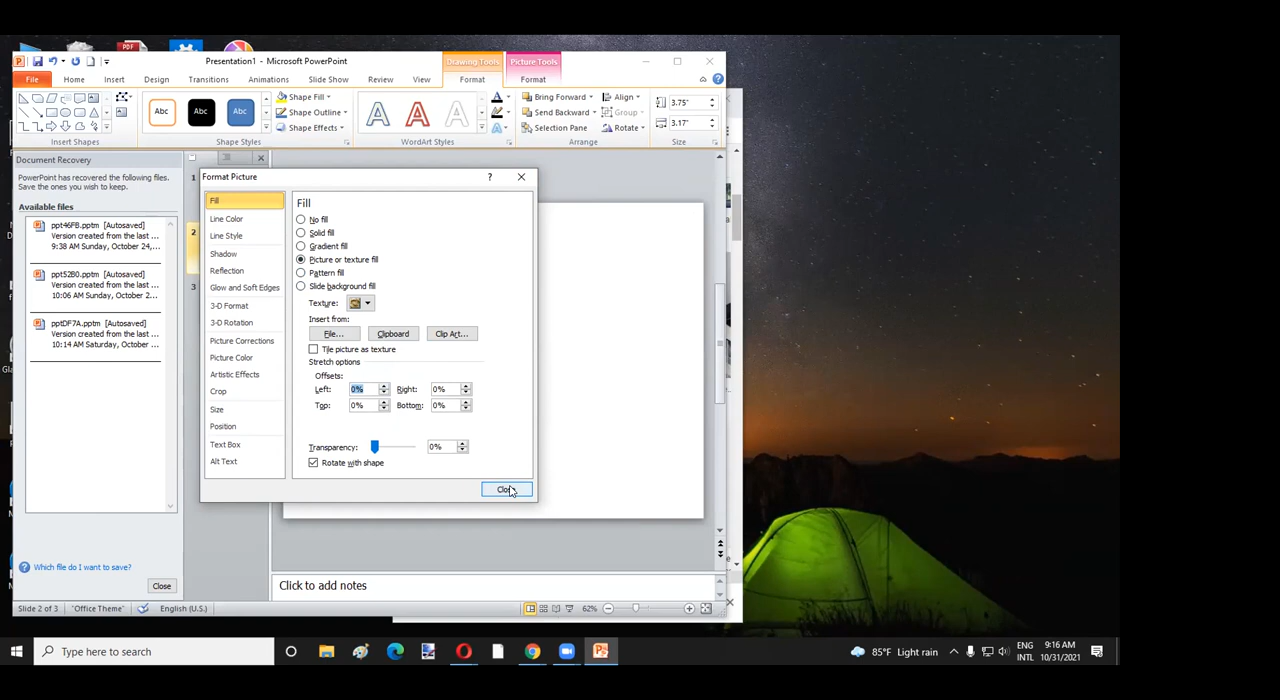 PDF
Presentation1 - Microsoft PowerPoint
Drawing Tools
Picture Tools
File
Home
Insert
Design
Transitions
Animations
Slide Show
Review
View
Format
Format
Abc
Abc
Abc
Shape Fill
Shape Outline
Shape Effects
A
A
A
A
A
Bring Forward
Send Backward
Selection Pane
Align
Group
Rotate
3.75"
3.17"
Insert Shapes
Shape Styles
WordArt Styles
Arrange
Size
Document Recovery
PowerPoint has recovered the following files.
Save the ones you wish to keep.
Available files
ppt46FB.pptm [Autosaved]
Version created from the last ...
9:38 AM Sunday, October 24,...
ppt52B0.pptm [Autosaved]
Version created from the last ...
10:06 AM Sunday, October 2...
pptDF7A.pptm [Autosaved]
Version created from the last ...
10:14 AM Saturday, October ...
Which file do I want to save?
Close
1
2
3
Format Picture
?
Fill
Line Color
Line Style
Shadow
Reflection
Glow and Soft Edges
3-D Format
3-D Rotation
Picture Corrections
Picture Color
Artistic Effects
Crop
Size
Position
Text Box
Alt Text
Fill
No fill
Solid fill
Gradient fill
Picture or texture fill
Pattern fill
Slide background fill
Texture:
Insert from:
File...
Clipboard
Clip Art...
Tile picture as texture
Stretch options
Offsets:
Left: 0% Right: 0%
Top: 0% Bottom: 0%
Transparency: 0%
Rotate with shape
Close
Click to add notes
Slide 2 of 3
"Office Theme"
English (U.S.)
62%
Type here to search
85°F Light rain
ENG
INTL
9:16 AM
10/31/2021